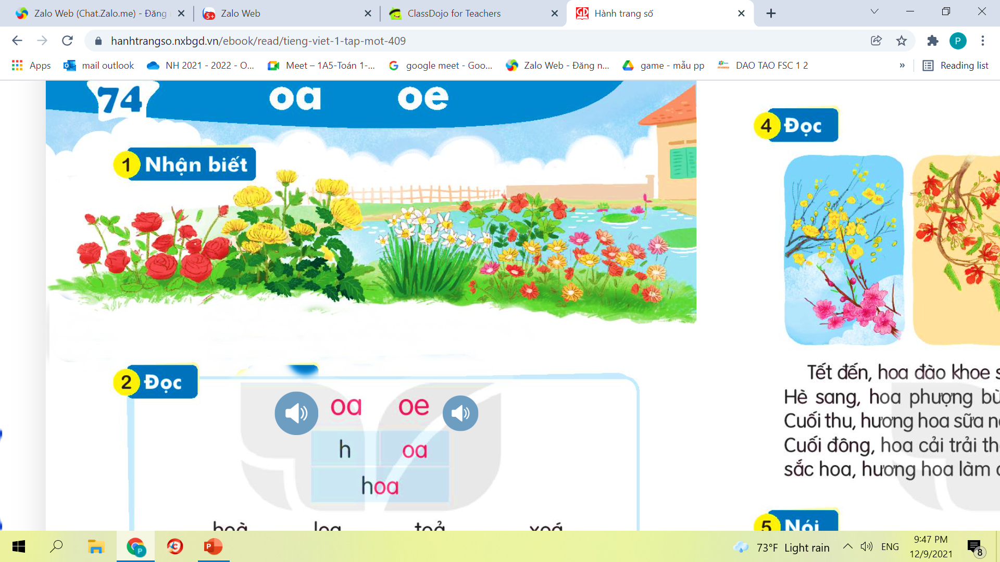 Zalo Web (Chat.Zalo.me) - Đăng
Zalo Web
5+
ClassDojo for Teachers
GD
Hành trang số
hanhtrangso.nxbgd.vn/ebook/read/tieng-viet-1-tap-mot-409
P
Apps
mail outlook
NH 2021 - 2022 - O...
Meet – 1A5-Toán 1-...
google meet - Goo...
Zalo Web - Đăng n...
game - mẫu pp
DAO TAO FSC 1 2
»
Reading list
74
oa oe
1 Nhận biết
2 Đọc
oa oe
h oa
hoa
hoà loa toả xoá
4 Đọc
Tết đến, hoa đào khoe s
Hè sang, hoa phượng
Cuối thu, hương hoa sữa
Cuối đông, hoa cải trải
sắc hoa, hương hoa làm
5 Nói
P
73°F Light rain
ENG
9:47 PM
12/9/2021
8